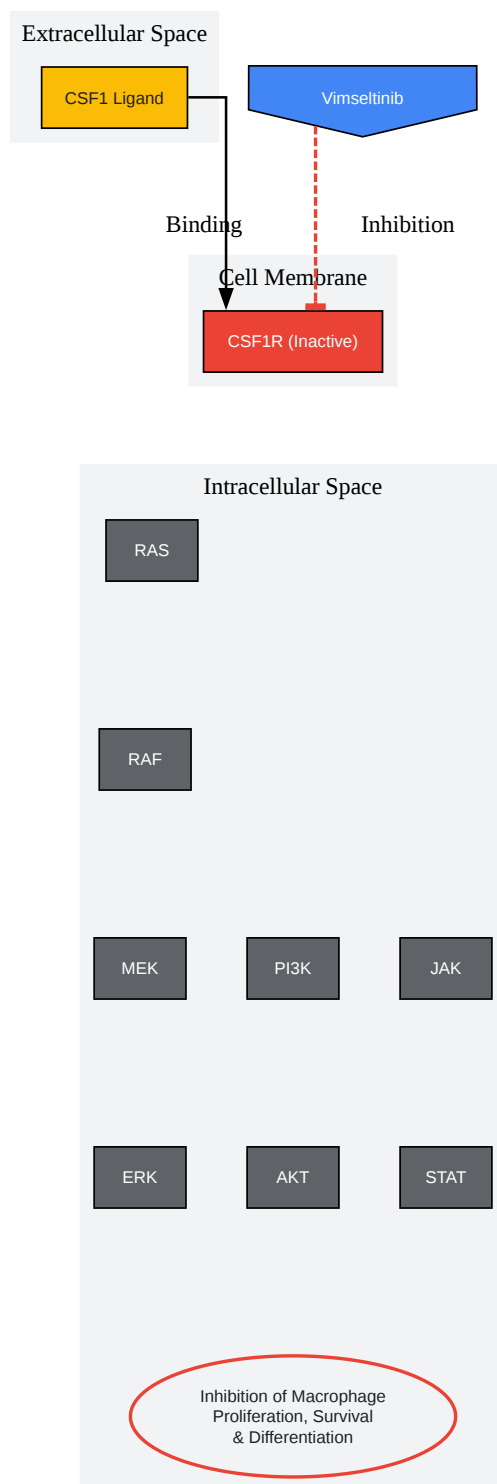 Extracellular Space
CSF1 Ligand
Vimseltinib
Binding
Inhibition
Cell Membrane
CSF1R (Inactive)
Intracellular Space
RAS
RAF
MEK
PI3K
JAK
ERK
AKT
STAT
Inhibition of Macrophage
Proliferation, Survival
& Differentiation